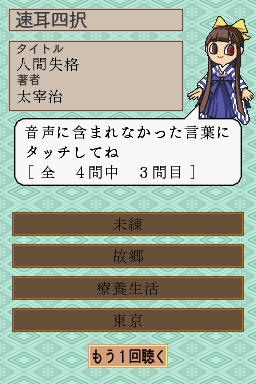 速耳四択
タイトル
人間失格
著者
太宰治
音声に含まれなかった言葉に
タッチしてね
[ 全　4問中　3問目 ]
未練
故郷
療養生活
東京
もう1回聴く